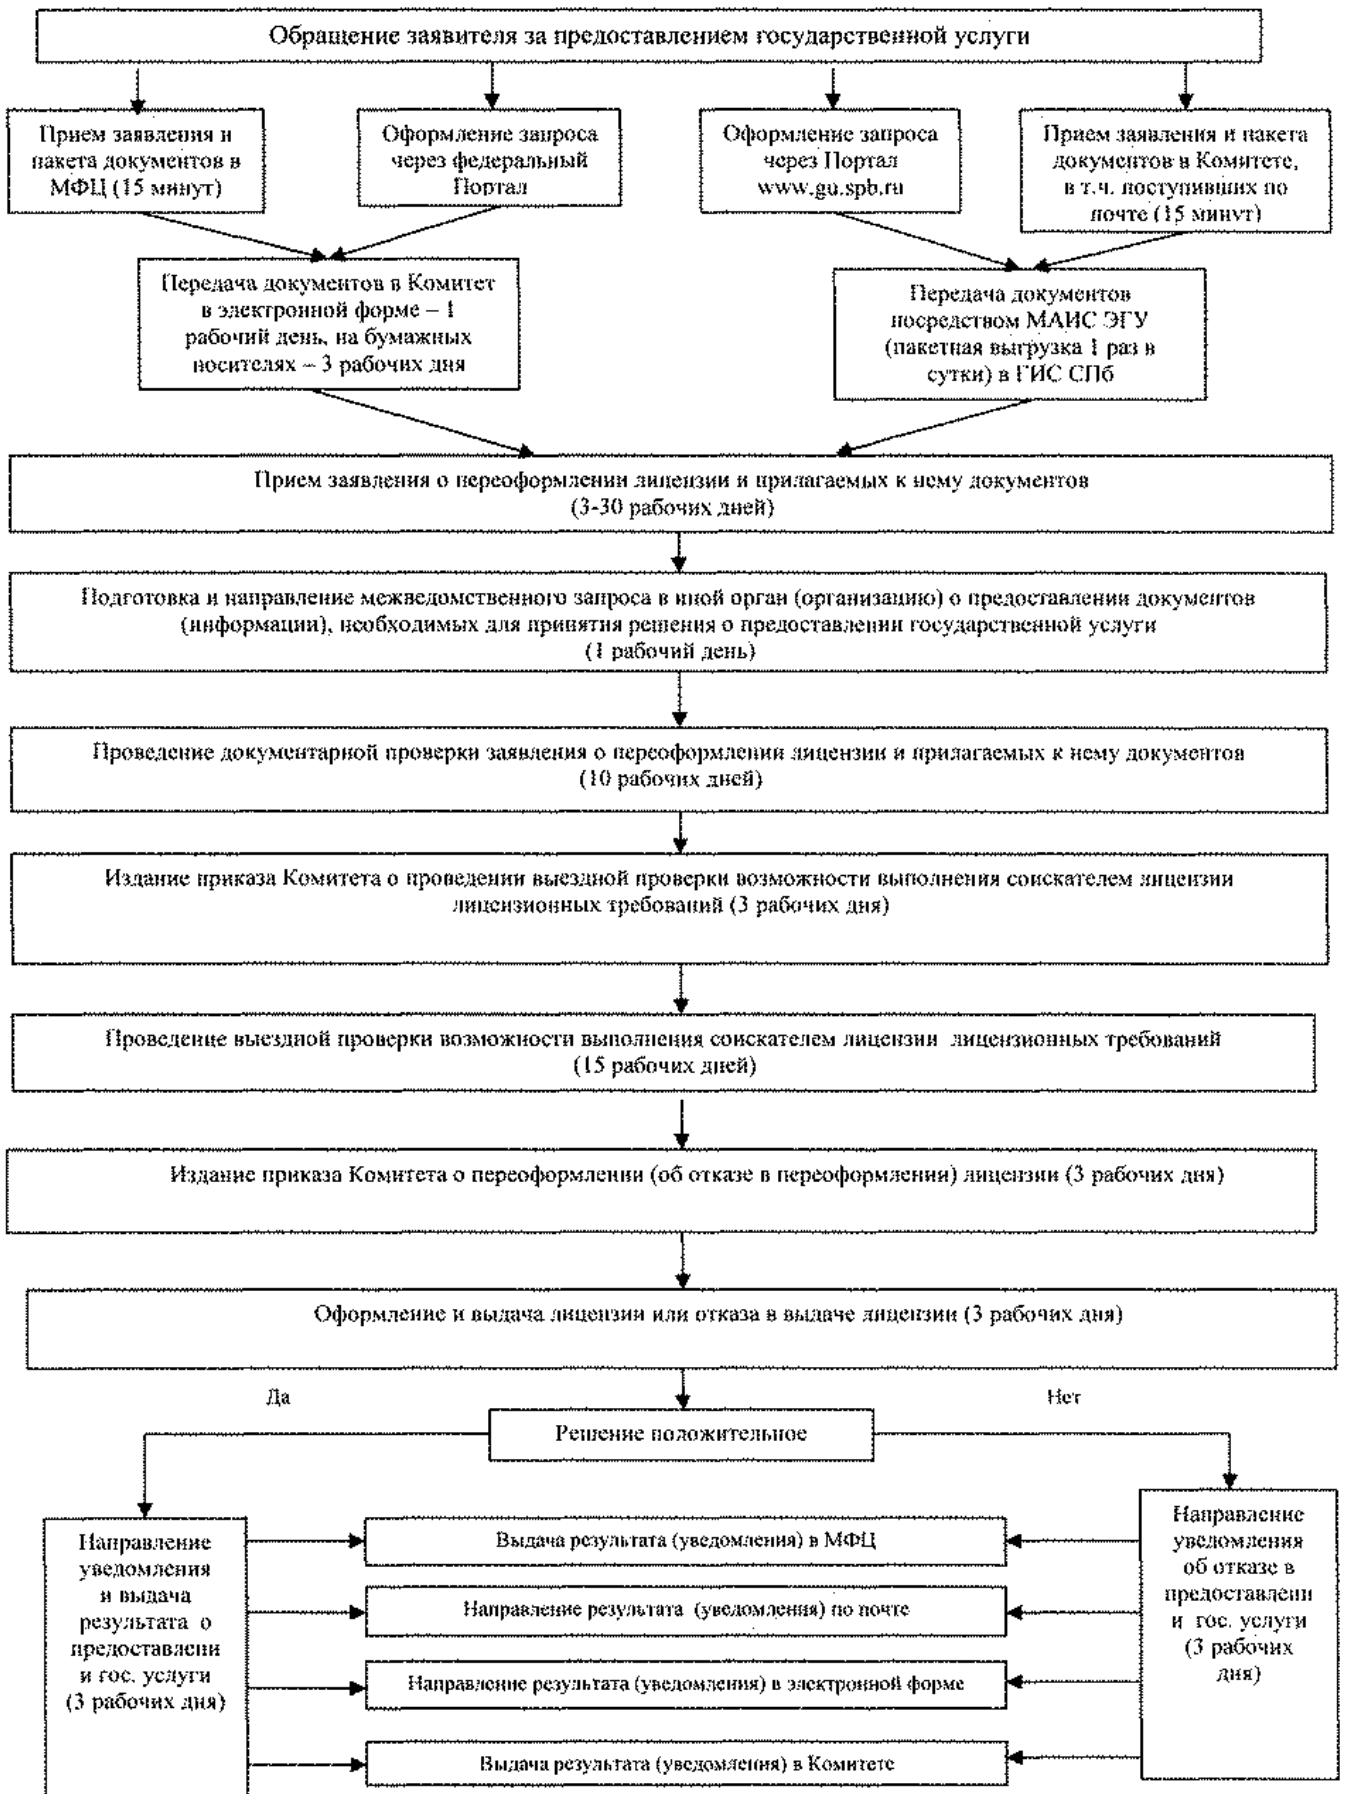 Обращение заявителя за предоставлением государственной услуги
Прием заявления и
пакета документов в
МФЦ (15 минут)
Оформление запроса
через федеральный
Портал
Оформление запроса
через Портал
www.gu.spb.ru
Прием заявления и пакета
документов в Комитете,
в т.ч. поступивших по
почте (15 минут)
Передача документов в Комитет
в электронной форме – 1
рабочий день, на бумажных
носителях – 3 рабочих дня
Передача документов
посредством МАИС ЭГУ
(пакетная выгрузка 1 раз в
сутки) в ГИС СПб
Прием заявления о переоформлении лицензии и прилагаемых к нему документов
(3-30 рабочих дней)
Подготовка и направление межведомственного запроса в иной орган (организацию) о предоставлении документов
(информации), необходимых для принятия решения о предоставлении государственной услуги
(1 рабочий день)
Проведение документарной проверки заявления о переоформлении лицензии и прилагаемых к нему документов
(10 рабочих дней)
Издание приказа Комитета о проведении выездной проверки возможности выполнения соискателем лицензии
лицензионных требований (3 рабочих дня)
Проведение выездной проверки возможности выполнения соискателем лицензии лицензионных требований
(15 рабочих дней)
Издание приказа Комитета о переоформлении (об отказе в переоформлении) лицензии (3 рабочих дня)
Оформление и выдача лицензии или отказа в выдаче лицензии (3 рабочих дня)
Да
Нет
Решение положительное
Направление
уведомления
и выдача
результата о
предоставлени
и гос. услуги
(3 рабочих дня)
Выдача результата (уведомления) в МФЦ
Направление результата (уведомления) по почте
Направление результата (уведомления) в электронной форме
Выдача результата (уведомления) в Комитете
Направление
уведомления
об отказе в
предоставлени
и гос. услуги
(3 рабочих
дня)